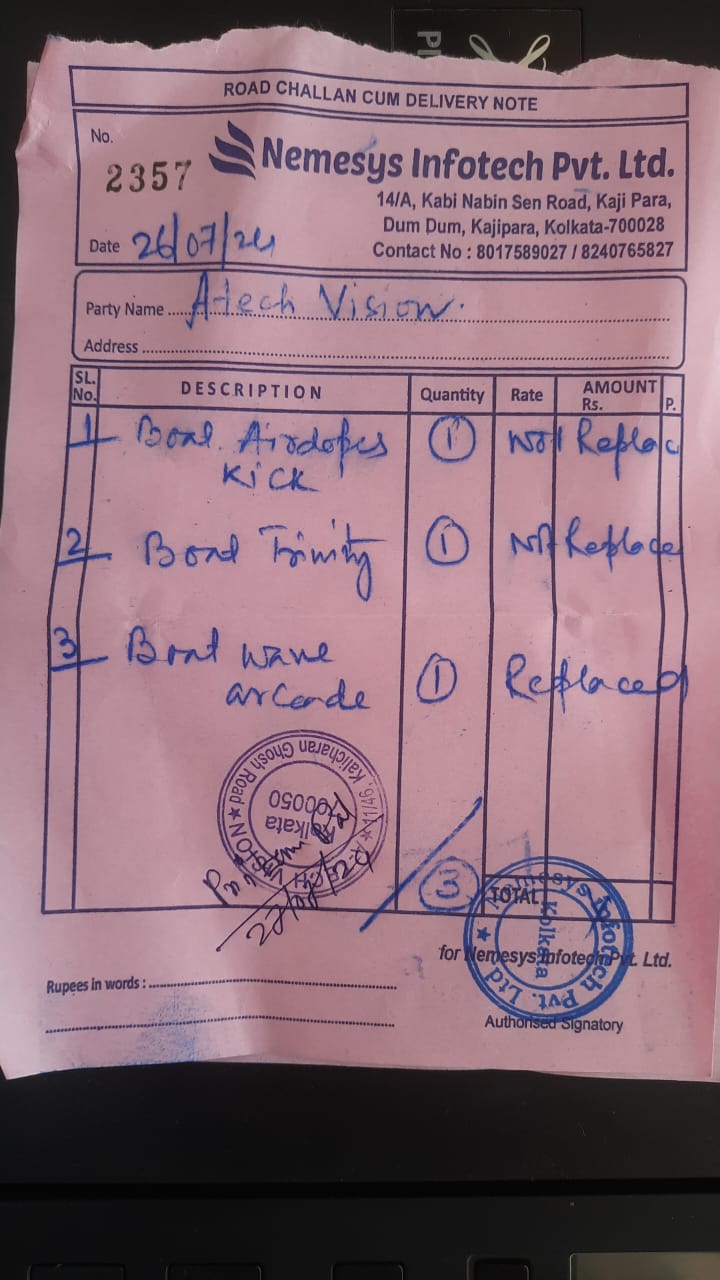 ROAD CHALLAN CUM DELIVERY NOTE
No.
2357
Nemesys Infotech Pvt. Ltd.
14/A, Kabi Nabin Sen Road, Kaji Para,
Dum Dum, Kajipara, Kolkata-700028
Contact No : 8017589027 / 8240765827
Date 26/07/24
Party Name Atech Vision.
Address
SL. No. DESCRIPTION Quantity Rate AMOUNT Rs. P.
1 Boat Airdopes 1 Not Replac
Kick
2 Boat Trinity 1 Not Replace
3 Boat wave
arcade 1 Replaced
VISION ★ 11/46, Kalicharan Ghosh Road ★
Kolkata
700050
3
TOTAL
Nemesys Infotech Pvt. Ltd ★
Kolkata
for Nemesys Infotech Pvt. Ltd.
Rupees in words :
Authorised Signatory